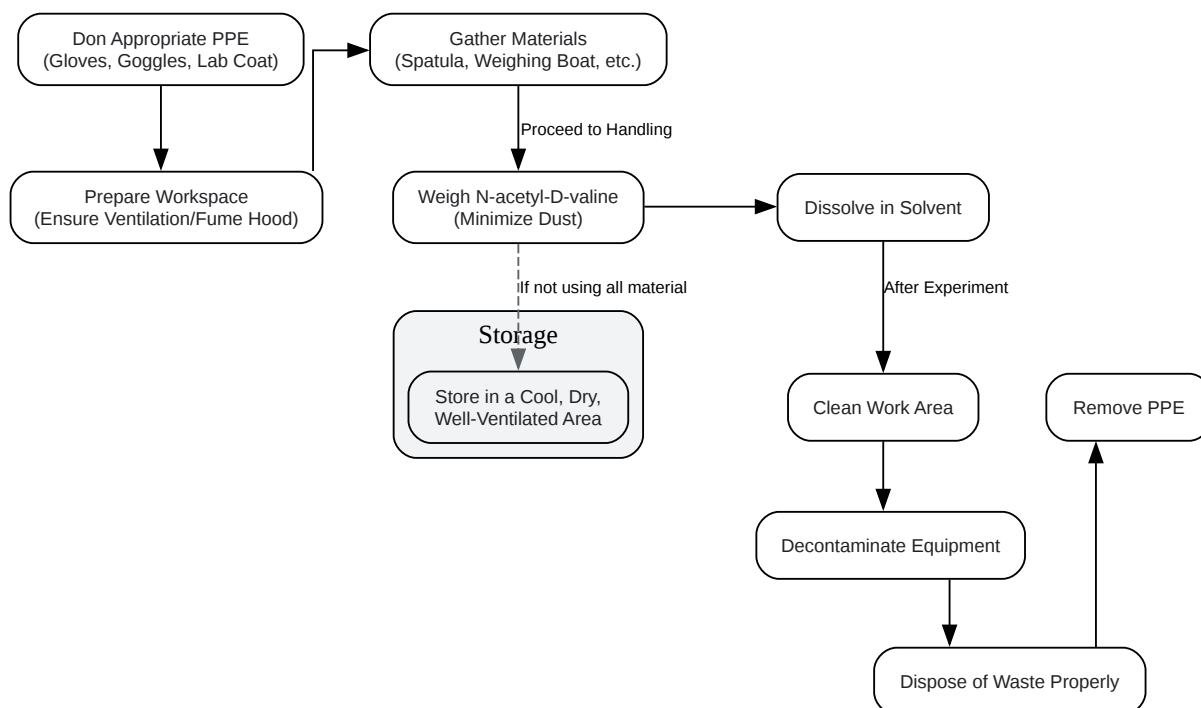 Don Appropriate PPE
(Gloves, Goggles, Lab Coat)
Gather Materials
(Spatula, Weighing Boat, etc.)
Proceed to Handling
Prepare Workspace
(Ensure Ventilation/Fume Hood)
Weigh N-acetyl-D-valine
(Minimize Dust)
Dissolve in Solvent
If not using all material
After Experiment
Storage
Store in a Cool, Dry,
Well-Ventilated Area
Clean Work Area
Remove PPE
Decontaminate Equipment
Dispose of Waste Properly